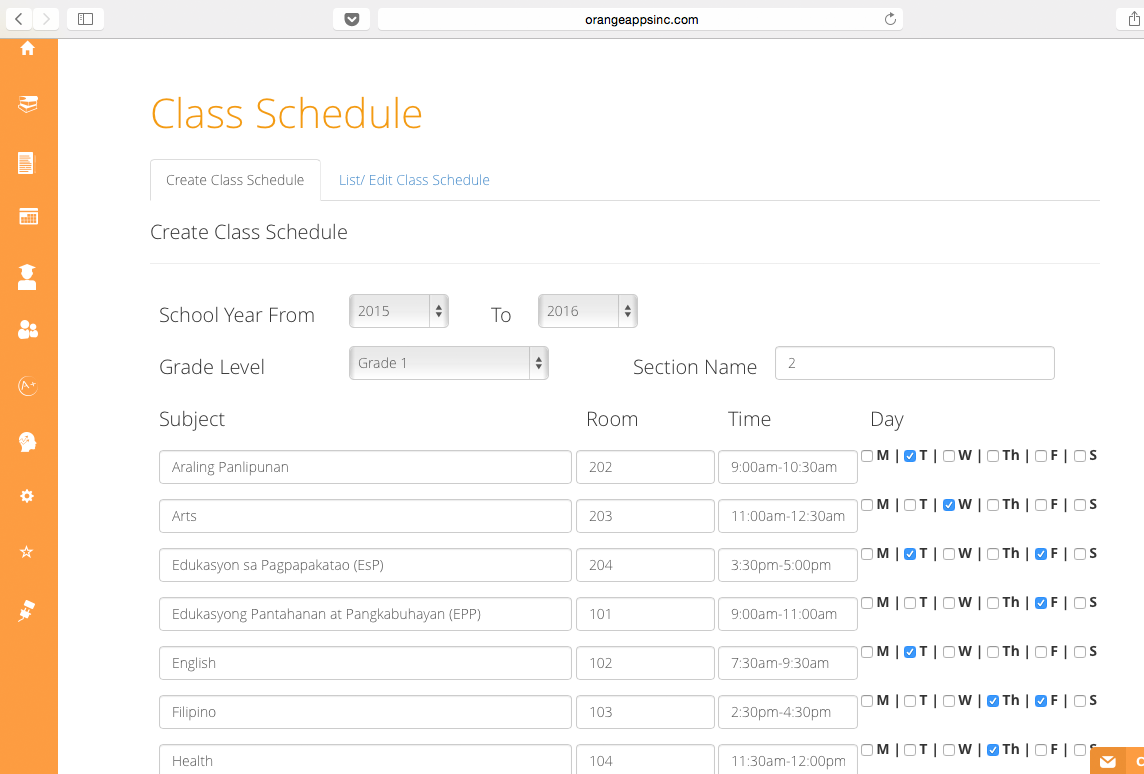 orangeappsinc.com
Class Schedule
Create Class Schedule List/ Edit Class Schedule
Create Class Schedule
School Year From 2015 To 2016
Grade Level Grade 1 Section Name 2
Subject Room Time Day
Araling Panlipunan 202 9:00am-10:30am M | T | W | Th | F | S
Arts 203 11:00am-12:30am M | T | W | Th | F | S
Edukasyon sa Pagpapakatao (EsP) 204 3:30pm-5:00pm M | T | W | Th | F | S
Edukasyong Pantahanan at Pangkabuhayan (EPP) 101 9:00am-11:00am M | T | W | Th | F | S
English 102 7:30am-9:30am M | T | W | Th | F | S
Filipino 103 2:30pm-4:30pm M | T | W | Th | F | S
Health 104 11:30am-12:00pm M | T | W | Th | F | S
A+